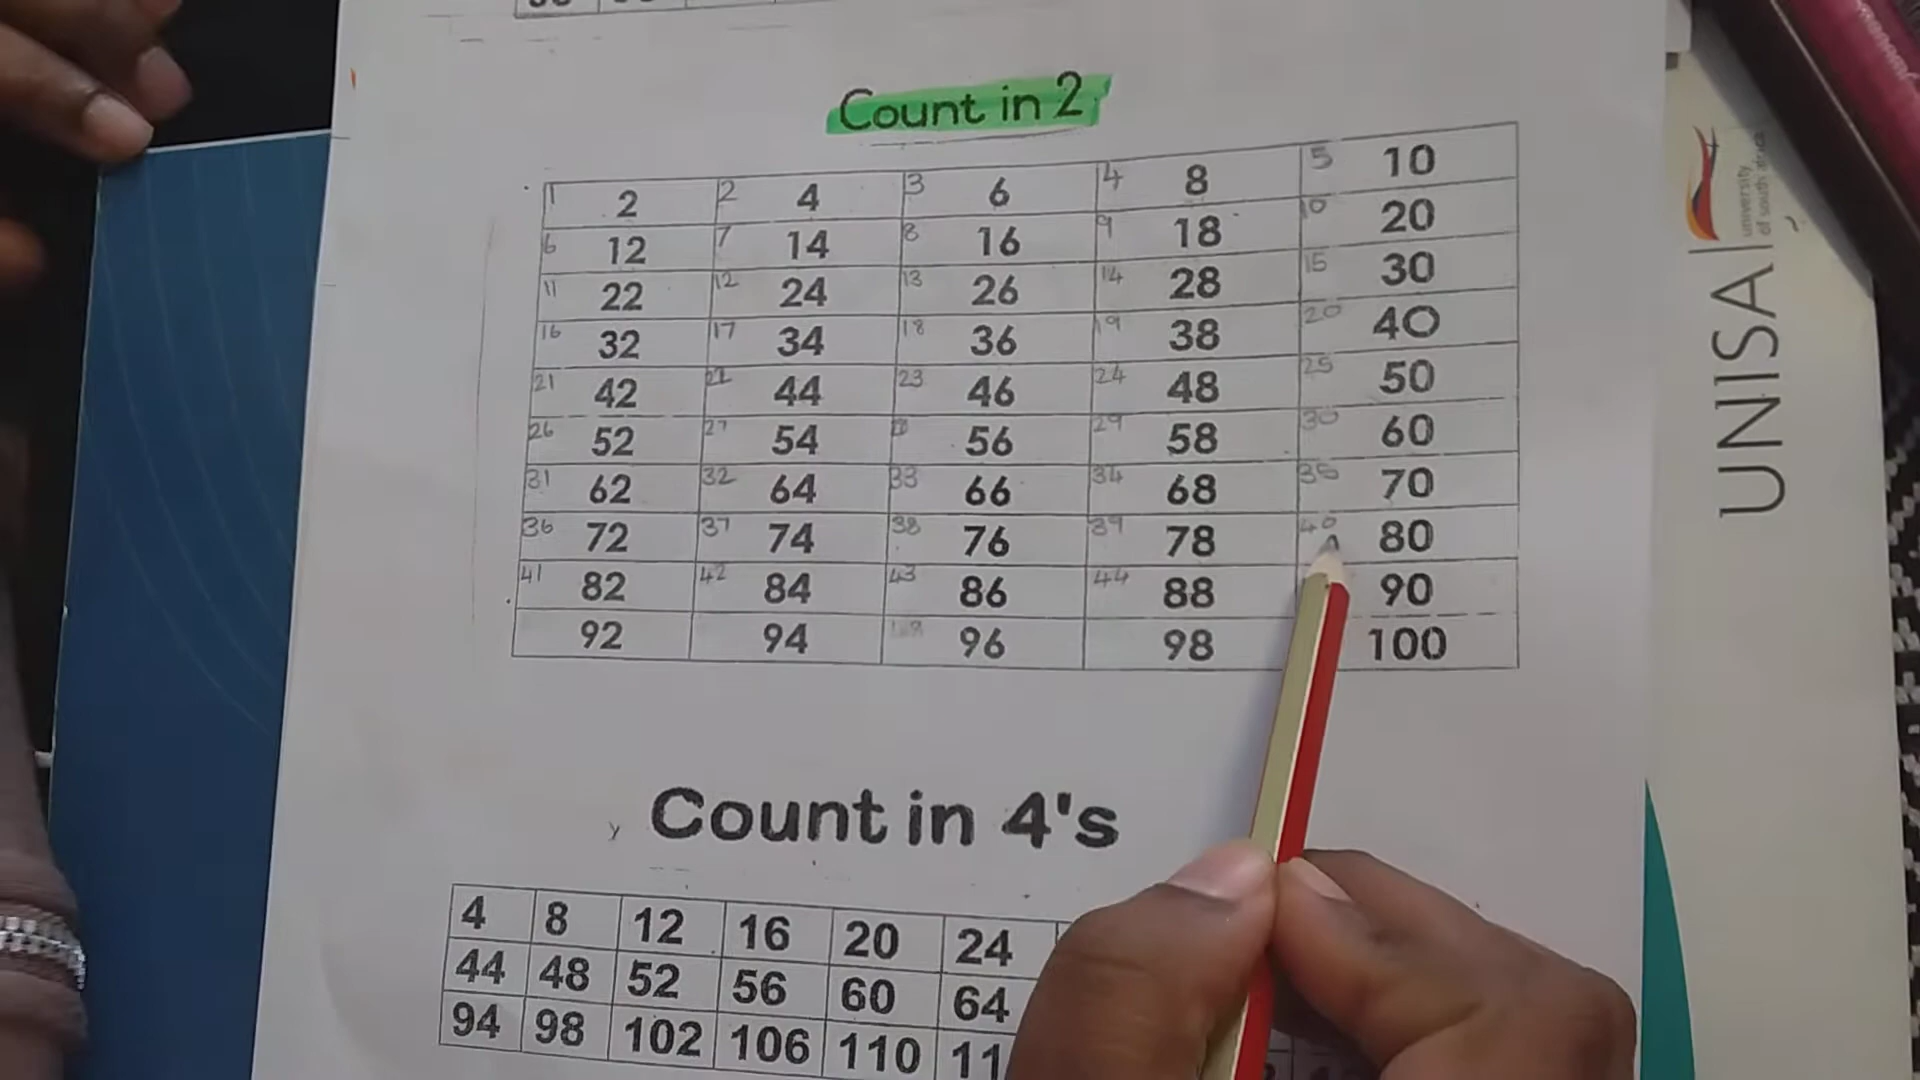 Count in 2
1 2 2 4 3 6 4 8 5 10
6 12 7 14 8 16 9 18 10 20
11 22 12 24 13 26 14 28 15 30
16 32 17 34 18 36 19 38 20 40
21 42 44 23 46 24 48 25 50
26 52 27 54 56 29 58 30 60
31 62 32 64 33 66 34 68 35 70
36 72 37 74 38 76 39 78 40 80
41 82 42 84 43 86 44 88 90
92 94 96 98 100
y Count in 4's
4 8 12 16 20 24
44 48 52 56 60 64
94 98 102 106 110 11
UNISA
university
of south africa